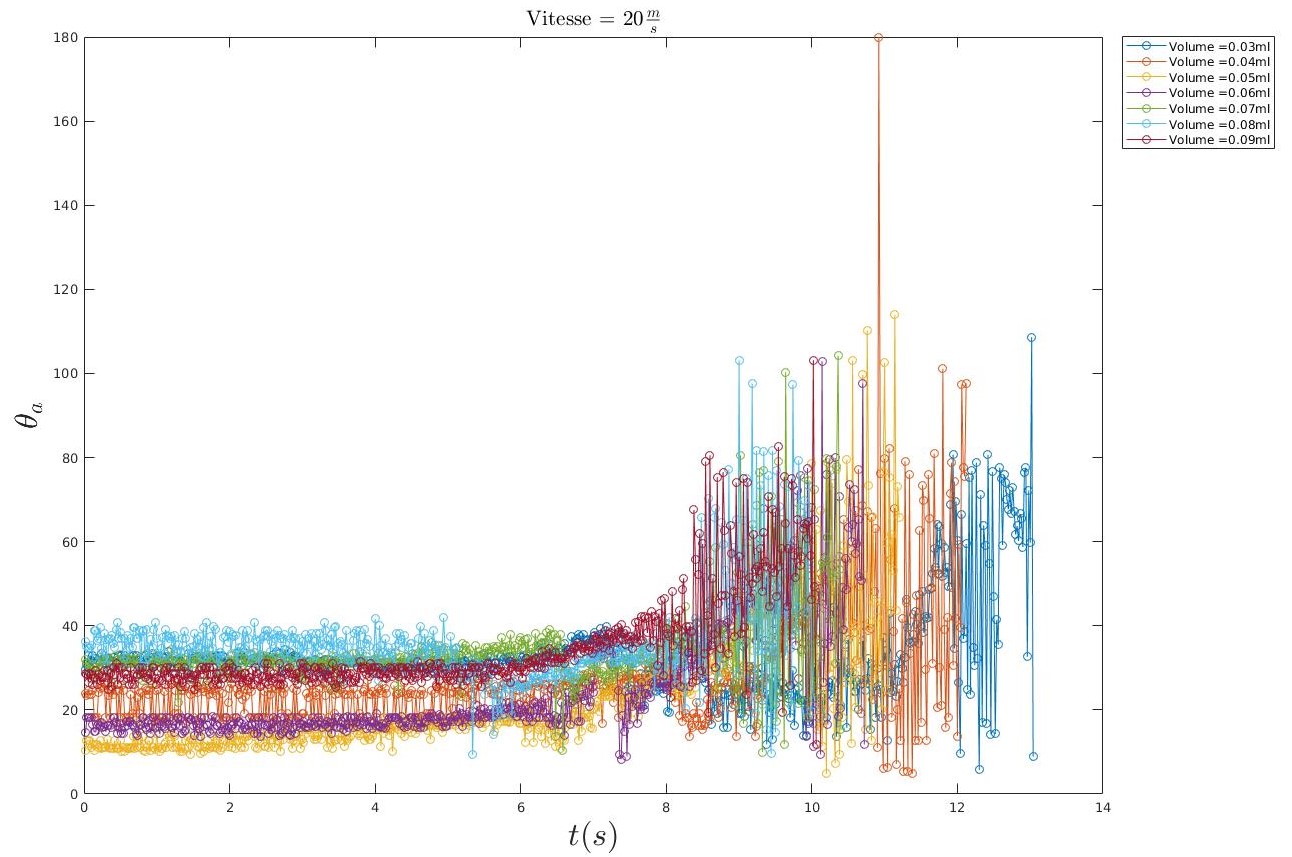 Vitesse = 20 m/s
180
160
140
120
100
80
60
40
20
0
θa
0 2 4 6 8 10 12 14
t(s)
Volume =0.03ml
Volume =0.04ml
Volume =0.05ml
Volume =0.06ml
Volume =0.07ml
Volume =0.08ml
Volume =0.09ml